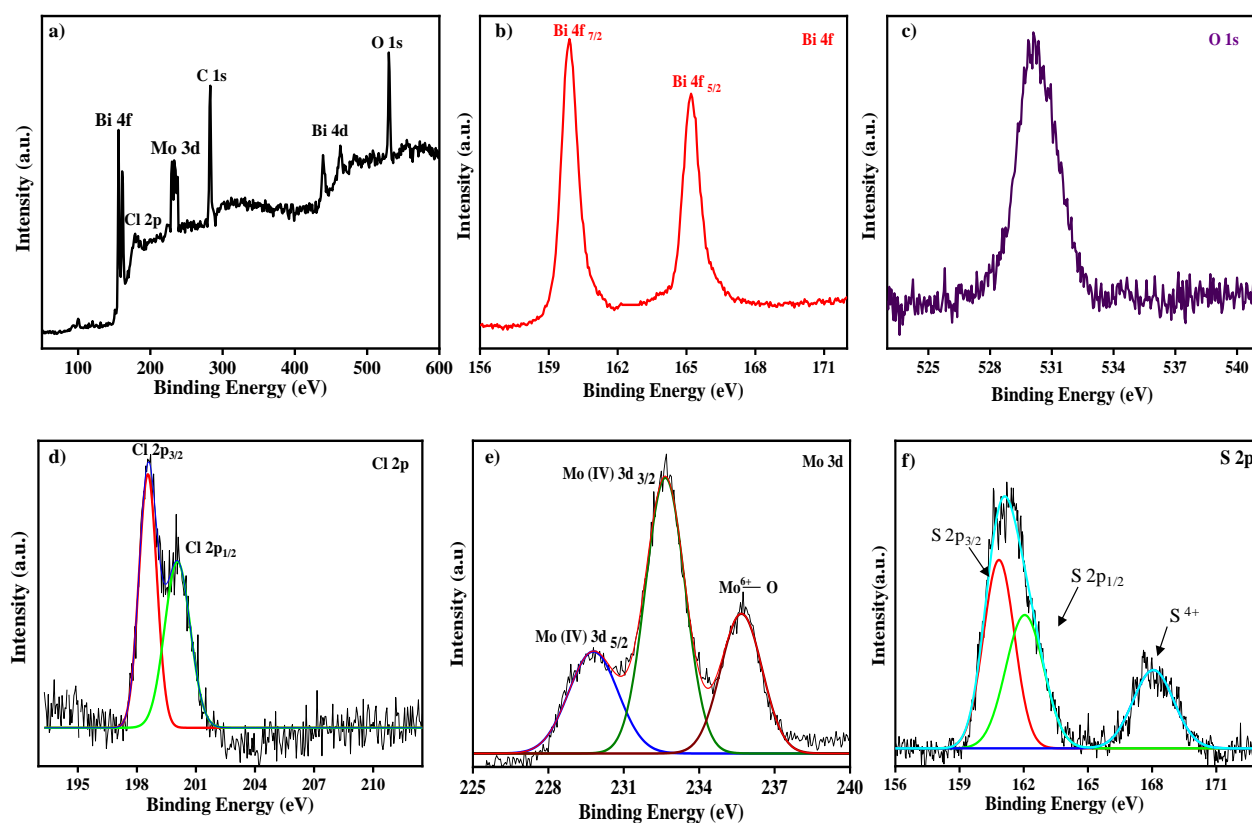 a)
O 1s
C 1s
Bi 4f
Mo 3d
Bi 4d
Cl 2p
Intensity (a.u.)
100 200 300 400 500 600
Binding Energy (eV)
b)
Bi 4f 7/2
Bi 4f
Bi 4f 5/2
Intensity (a.u.)
156 159 162 165 168 171
Binding Energy (eV)
c)
O 1s
Intensity (a.u.)
525 528 531 534 537 540
Binding Energy (eV)
d)
Cl 2p3/2
Cl 2p
Cl 2p1/2
Intensity (a.u.)
195 198 201 204 207 210
Binding Energy (eV)
e)
Mo 3d
Mo (IV) 3d 3/2
Mo6+— O
Mo (IV) 3d 5/2
Intensity (a.u)
225 228 231 234 237 240
Binding Energy (eV)
f)
S 2p
S 2p3/2
S 2p1/2
S 4+
Intensity(a.u.)
156 159 162 165 168 171
Binding Energy (eV)